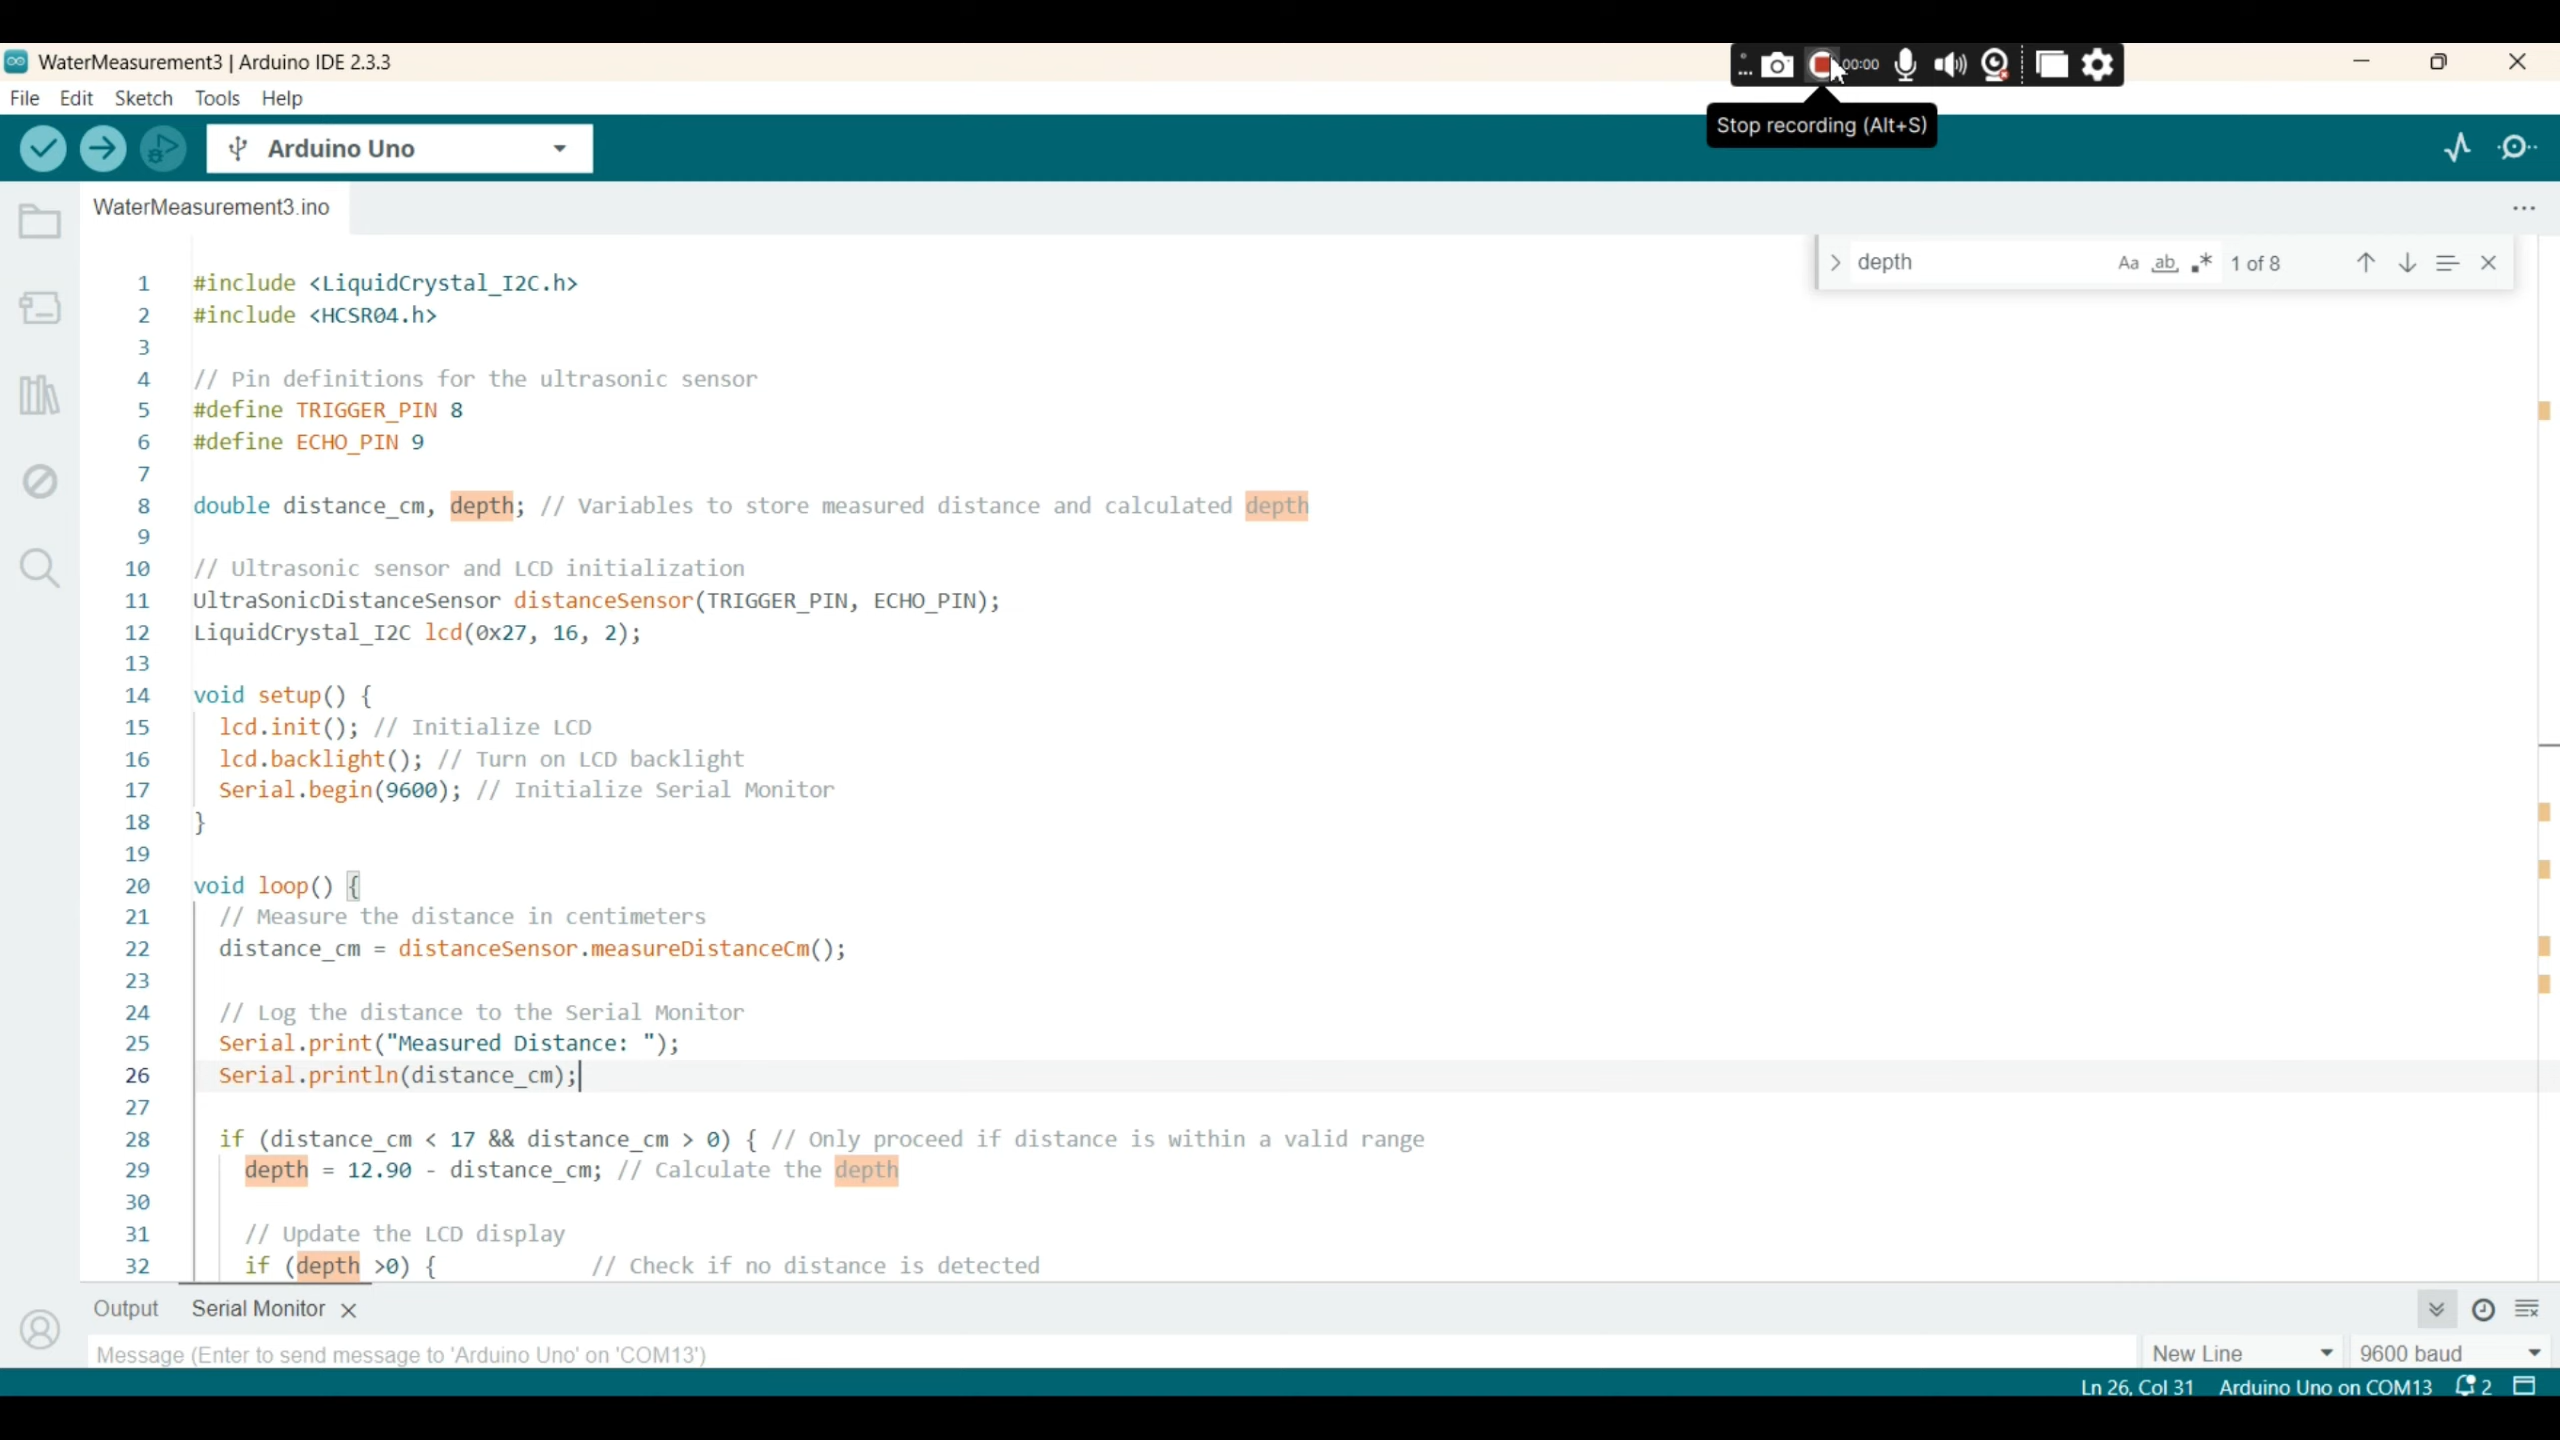 WaterMeasurement3 | Arduino IDE 2.3.3
00:00
File Edit Sketch Tools Help
Stop recording (Alt+S)
Arduino Uno
WaterMeasurement3.ino
depth Aa ab 1 of 8
1 #include <LiquidCrystal_I2C.h>
2 #include <HCSR04.h>
3
4 // Pin definitions for the ultrasonic sensor
5 #define TRIGGER_PIN 8
6 #define ECHO_PIN 9
7
8 double distance_cm, depth; // Variables to store measured distance and calculated depth
9
10 // Ultrasonic sensor and LCD initialization
11 UltraSonicDistanceSensor distanceSensor(TRIGGER_PIN, ECHO_PIN);
12 LiquidCrystal_I2C lcd(0x27, 16, 2);
13
14 void setup() {
15 lcd.init(); // Initialize LCD
16 lcd.backlight(); // Turn on LCD backlight
17 Serial.begin(9600); // Initialize Serial Monitor
18 }
19
20 void loop() {
21 // Measure the distance in centimeters
22 distance_cm = distanceSensor.measureDistanceCm();
23
24 // Log the distance to the Serial Monitor
25 Serial.print("Measured Distance: ");
26 Serial.println(distance_cm);
27
28 if (distance_cm < 17 && distance_cm > 0) { // Only proceed if distance is within a valid range
29 depth = 12.90 - distance_cm; // Calculate the depth
30
31 // Update the LCD display
32 if (depth >0) { // Check if no distance is detected
Output Serial Monitor
Message (Enter to send message to 'Arduino Uno' on 'COM13') New Line 9600 baud
Ln 26, Col 31 Arduino Uno on COM13 2